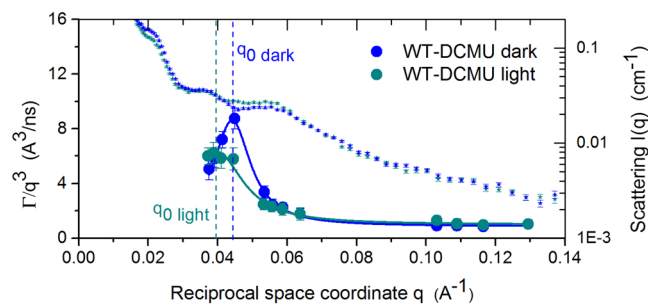 16
12
8
4
0
Γ/q³ (A³/ns)
q0 dark
q0 light
WT-DCMU dark
WT-DCMU light
0.1
0.01
1E-3
Scattering I(q) (cm⁻¹)
0.00 0.02 0.04 0.06 0.08 0.10 0.12 0.14
Reciprocal space coordinate q (A⁻¹)